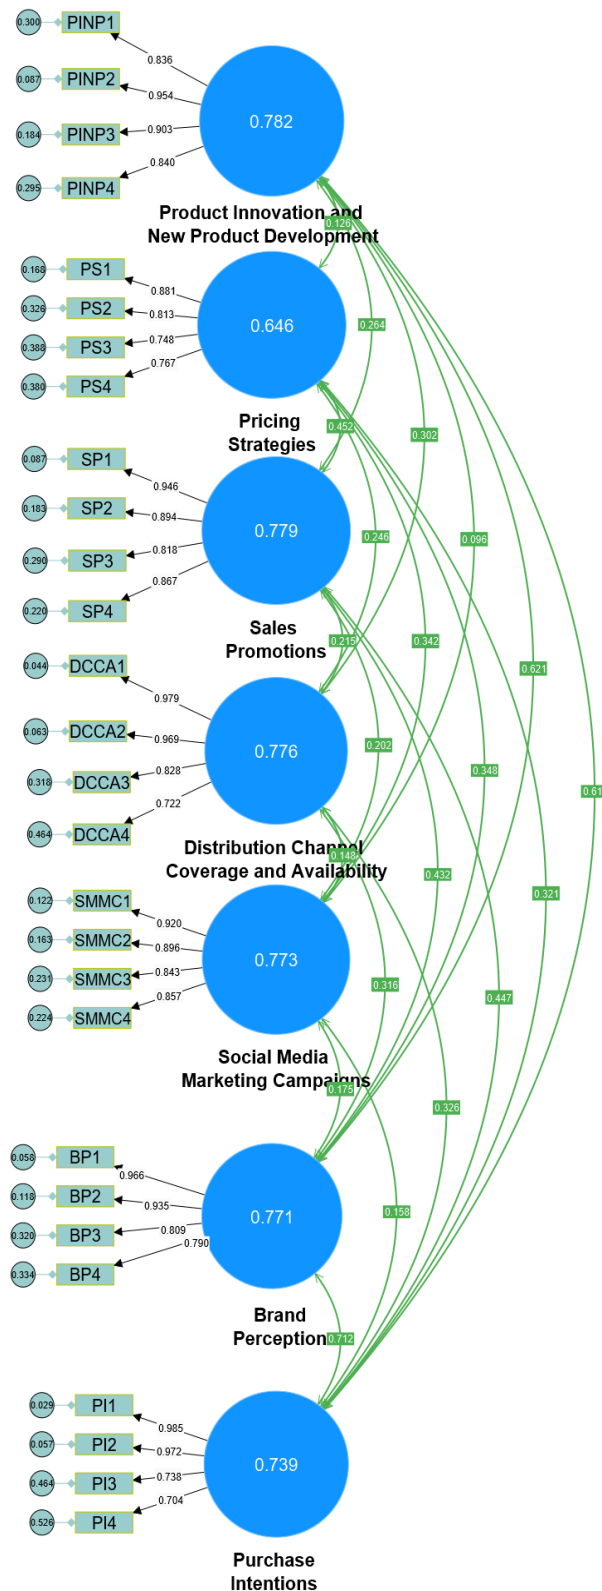 0.300 PINP1
0.836
0.087 PINP2
0.954
0.782
0.184 PINP3
0.903
0.840
0.295 PINP4
Product Innovation and
New Product Development
0.126
0.168 PS1
0.881
0.326 PS2
0.813
0.646
0.264
0.388 PS3
0.748
0.767
0.380 PS4
Pricing
Strategies
0.452
0.302
0.087 SP1
0.946
0.183 SP2
0.894
0.779
0.246
0.096
0.290 SP3
0.818
0.867
0.220 SP4
Sales
Promotions
0.215
0.342
0.044 DCCA1
0.621
0.979
0.063 DCCA2
0.969
0.776
0.202
0.348
0.318 DCCA3
0.828
0.61
0.722
0.464 DCCA4
Distribution Channel
Coverage and Availability
0.148
0.432
0.321
0.122 SMMC1
0.920
0.163 SMMC2
0.896
0.773
0.231 SMMC3
0.843
0.316
0.447
0.857
0.224 SMMC4
Social Media
Marketing Campaigns
0.175
0.326
0.058 BP1
0.966
0.118 BP2
0.935
0.771
0.158
0.320 BP3
0.809
0.790
0.334 BP4
Brand
Perception
0.712
0.029 PI1
0.985
0.057 PI2
0.972
0.739
0.464 PI3
0.738
0.704
0.526 PI4
Purchase
Intentions